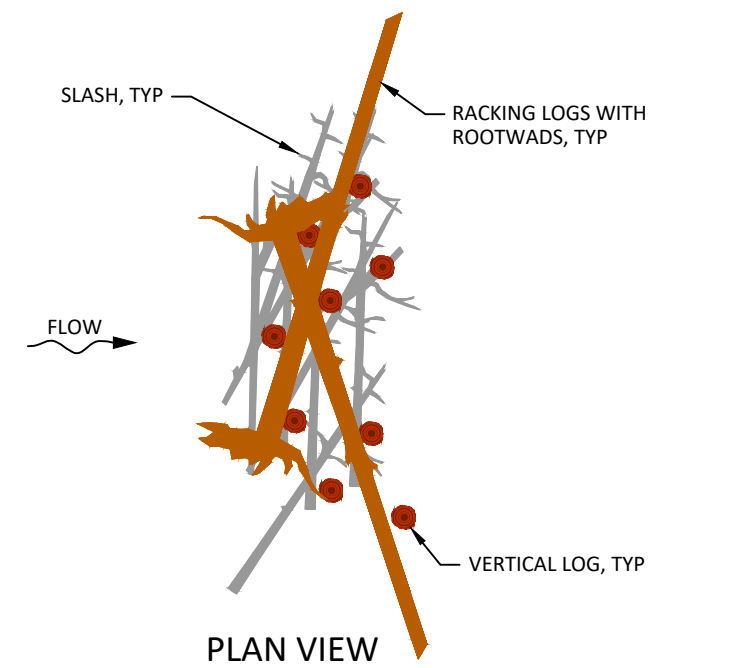 SLASH, TYP
RACKING LOGS WITH
ROOTWADS, TYP
FLOW
VERTICAL LOG, TYP
PLAN VIEW